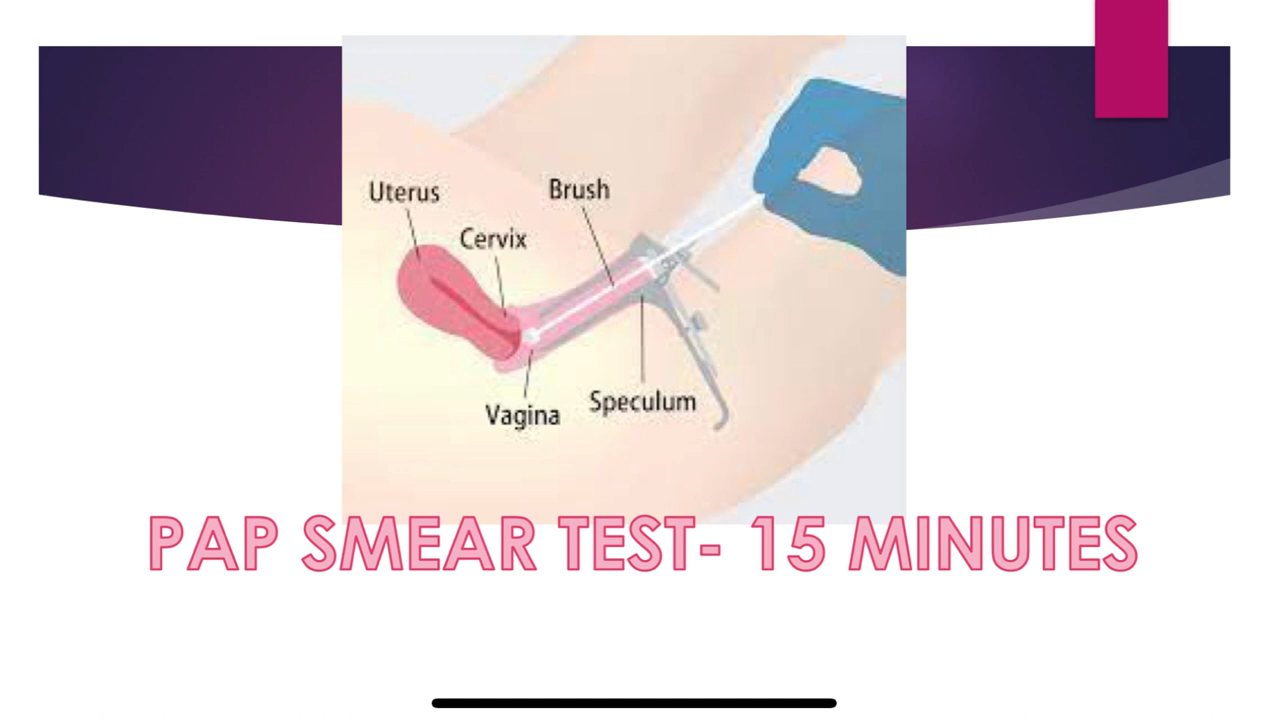 Uterus
Brush
Cervix
Speculum
Vagina
PAP SMEAR TEST- 15 MINUTES